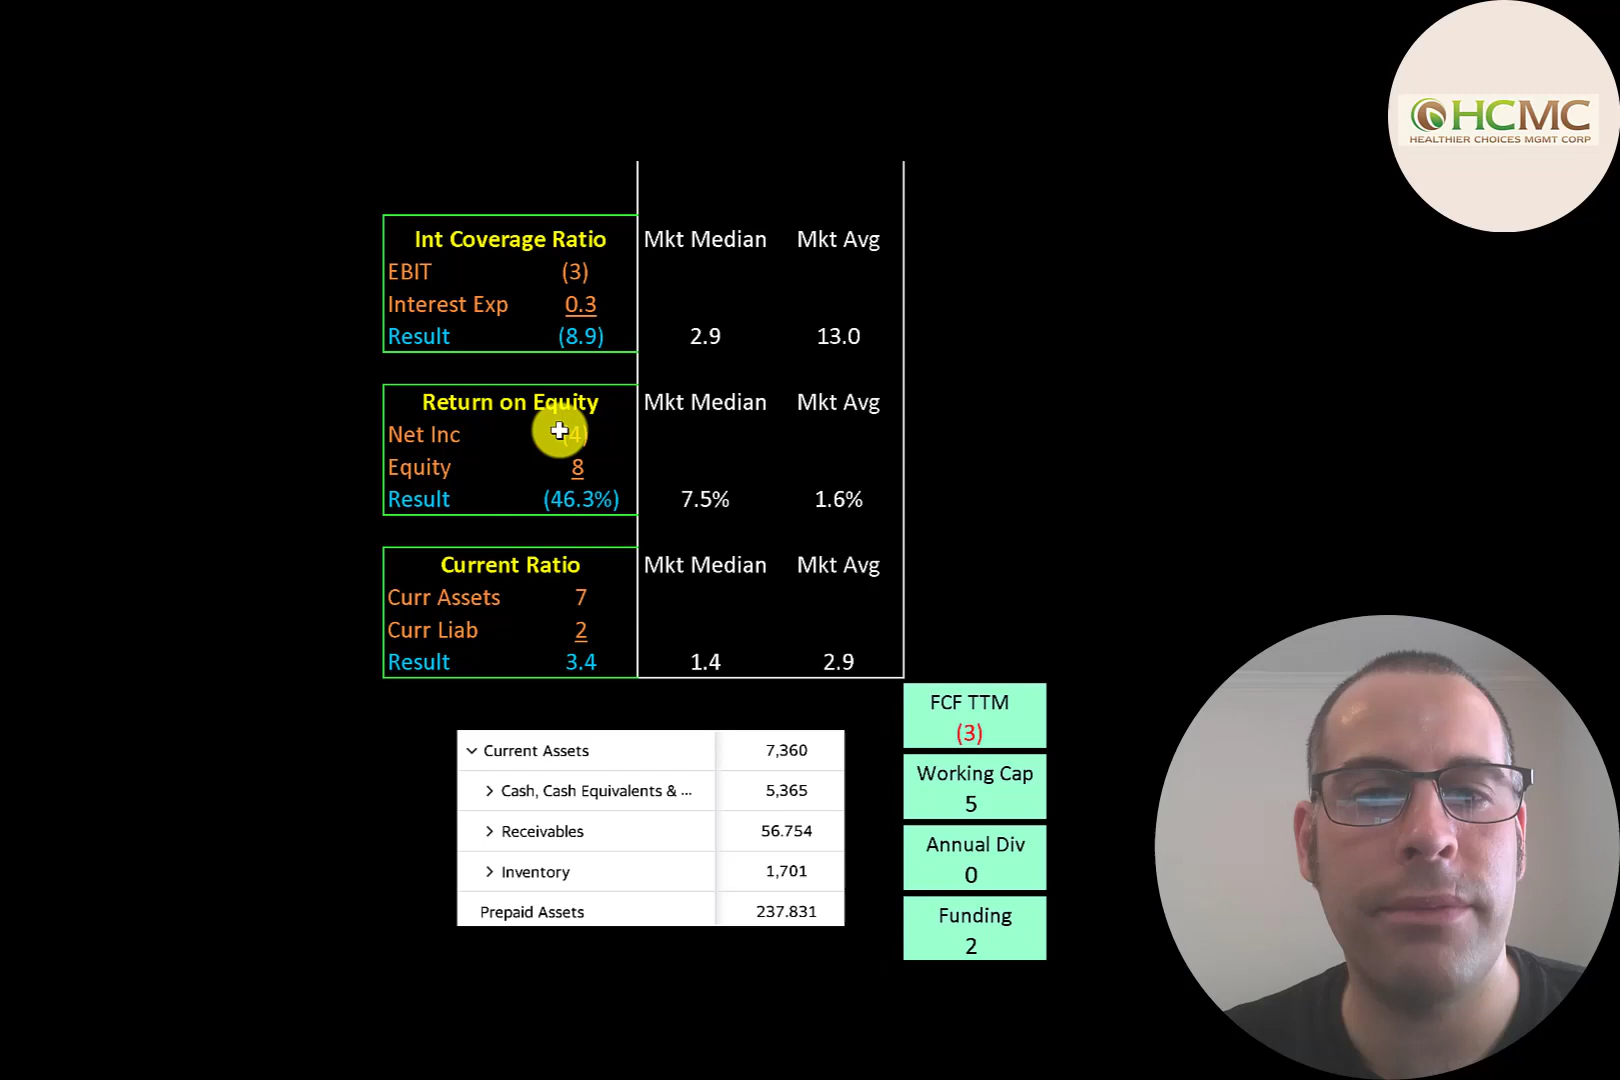 HCMC
HEALTHIER CHOICES MGMT CORP
Int Coverage Ratio Mkt Median Mkt Avg
EBIT (3)
Interest Exp 0.3
Result (8.9) 2.9 13.0
Return on Equity Mkt Median Mkt Avg
Net Inc (4)
Equity 8
Result (46.3%) 7.5% 1.6%
Current Ratio Mkt Median Mkt Avg
Curr Assets 7
Curr Liab 2
Result 3.4 1.4 2.9
FCF TTM
(3)
Working Cap
5
Annual Div
0
Funding
2
Current Assets 7,360
Cash, Cash Equivalents & ... 5,365
Receivables 56.754
Inventory 1,701
Prepaid Assets 237.831